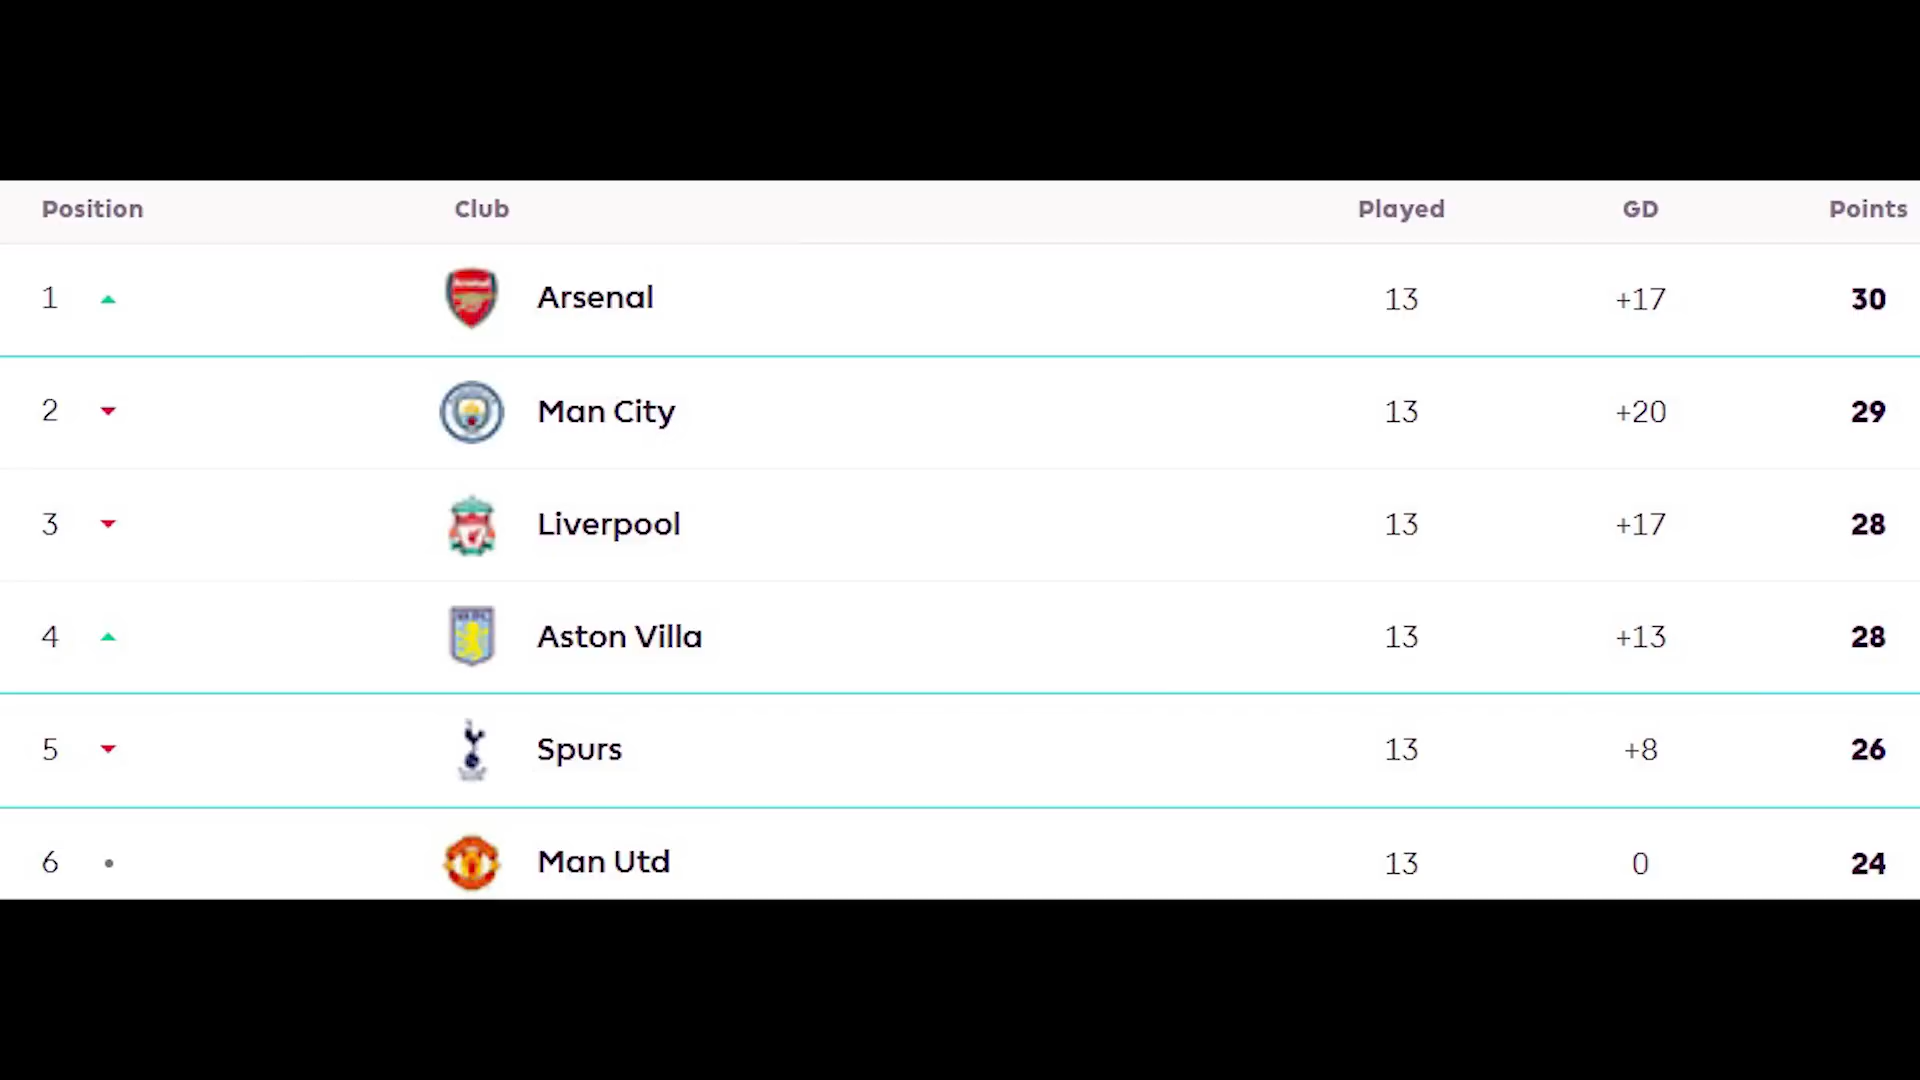 Position Club Played GD Points
1 Arsenal 13 +17 30
2 Man City 13 +20 29
3 Liverpool 13 +17 28
4 Aston Villa 13 +13 28
5 Spurs 13 +8 26
6 Man Utd 13 0 24